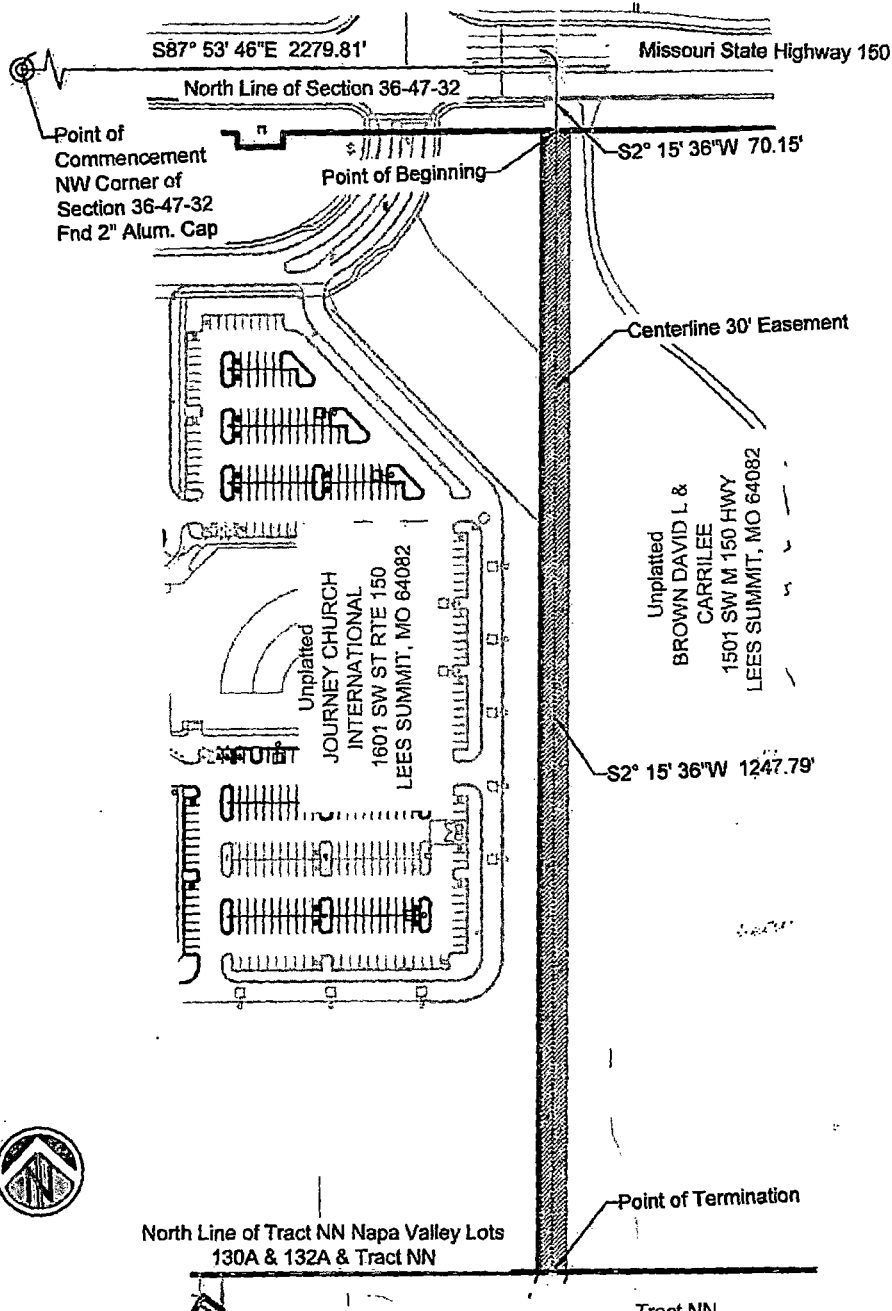 S87° 53' 46"E 2279.81'
Missouri State Highway 150
North Line of Section 36-47-32
Point of
Commencement
NW Corner of
Section 36-47-32
Fnd 2" Alum. Cap
Point of Beginning
S2° 15' 36"W 70.15'
Centerline 30' Easement
Unplatted
JOURNEY CHURCH
INTERNATIONAL
1601 SW ST RTE 150
LEES SUMMIT, MO 64082
Unplatted
BROWN DAVID L &
CARRILEE
1501 SW M 150 HWY
LEES SUMMIT, MO 64082
S2° 15' 36"W 1247.79'
N
Point of Termination
North Line of Tract NN Napa Valley Lots
130A & 132A & Tract NN
Tract NN